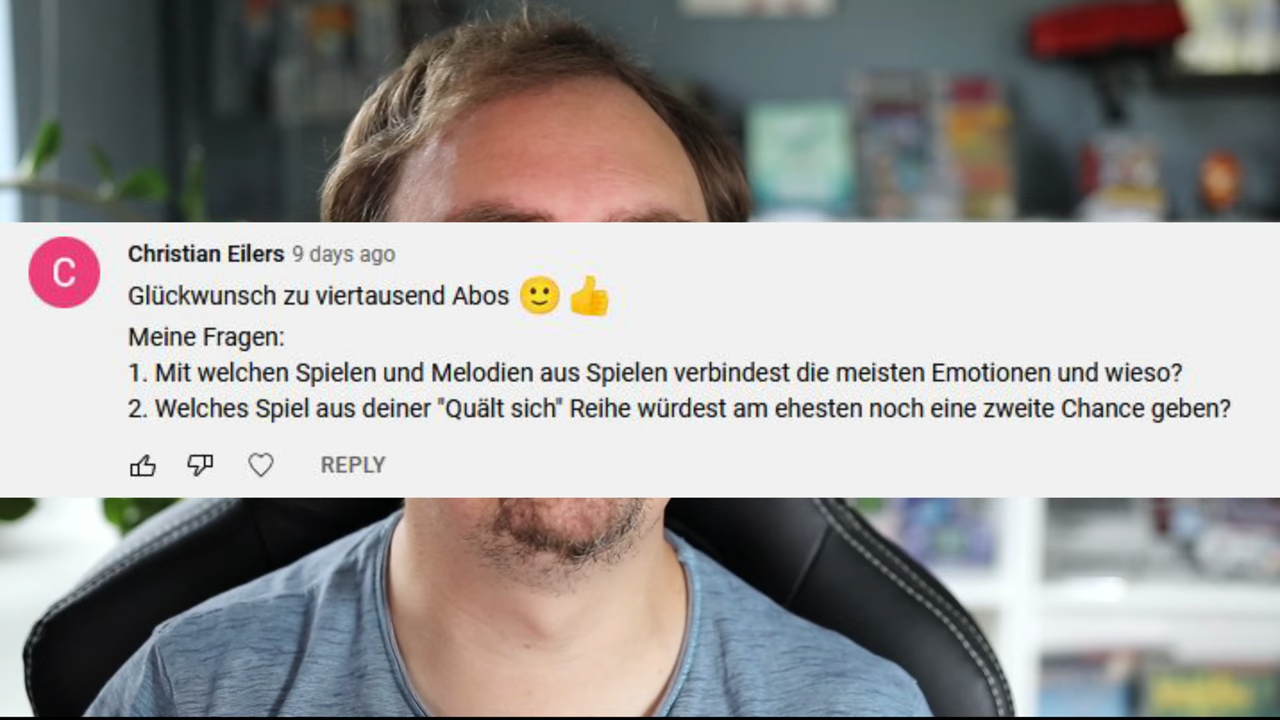 C
Christian Eilers 9 days ago
Glückwunsch zu viertausend Abos 🙂 👍
Meine Fragen:
1. Mit welchen Spielen und Melodien aus Spielen verbindest die meisten Emotionen und wieso?
2. Welches Spiel aus deiner "Quält sich" Reihe würdest am ehesten noch eine zweite Chance geben?
REPLY